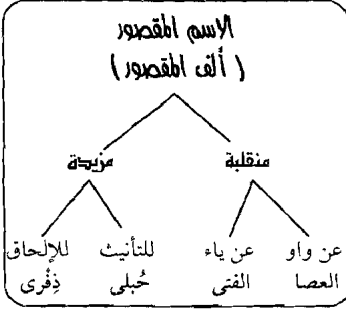 الاسم المقصور
( ألف المقصور )
منقلبة مزيدة
عن واو عن ياء للتأنيث للإلحاق
العصا الفتى حُبلى ذِفْرى